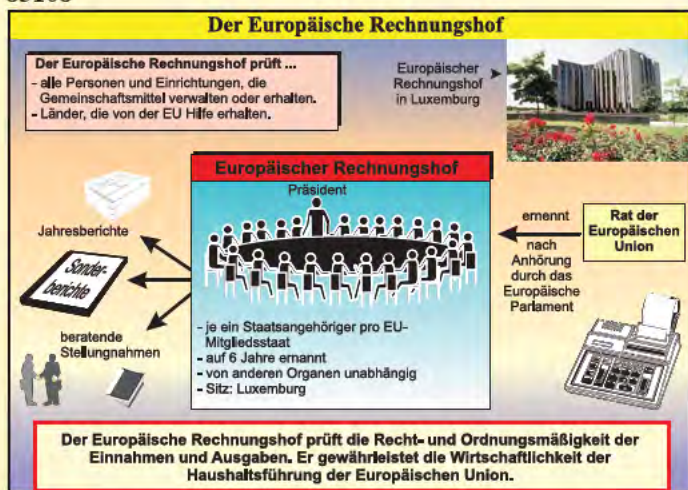 Der Europäische Rechnungshof
Der Europäische Rechnungshof prüft ...
- alle Personen und Einrichtungen, die
Gemeinschaftsmittel verwalten oder erhalten.
- Länder, die von der EU Hilfe erhalten.
Europäischer
Rechnungshof
in Luxemburg
Europäischer Rechnungshof
Präsident
Jahresberichte
Sonder-
berichte
beratende
Stellungnahmen
- je ein Staatsangehöriger pro EU-
Mitgliedsstaat
- auf 6 Jahre ernannt
- von anderen Organen unabhängig
- Sitz: Luxemburg
ernennt
nach
Anhörung
durch das
Europäische
Parlament
Rat der
Europäischen
Union
Der Europäische Rechnungshof prüft die Recht- und Ordnungsmäßigkeit der
Einnahmen und Ausgaben. Er gewährleistet die Wirtschaftlichkeit der
Haushaltsführung der Europäischen Union.